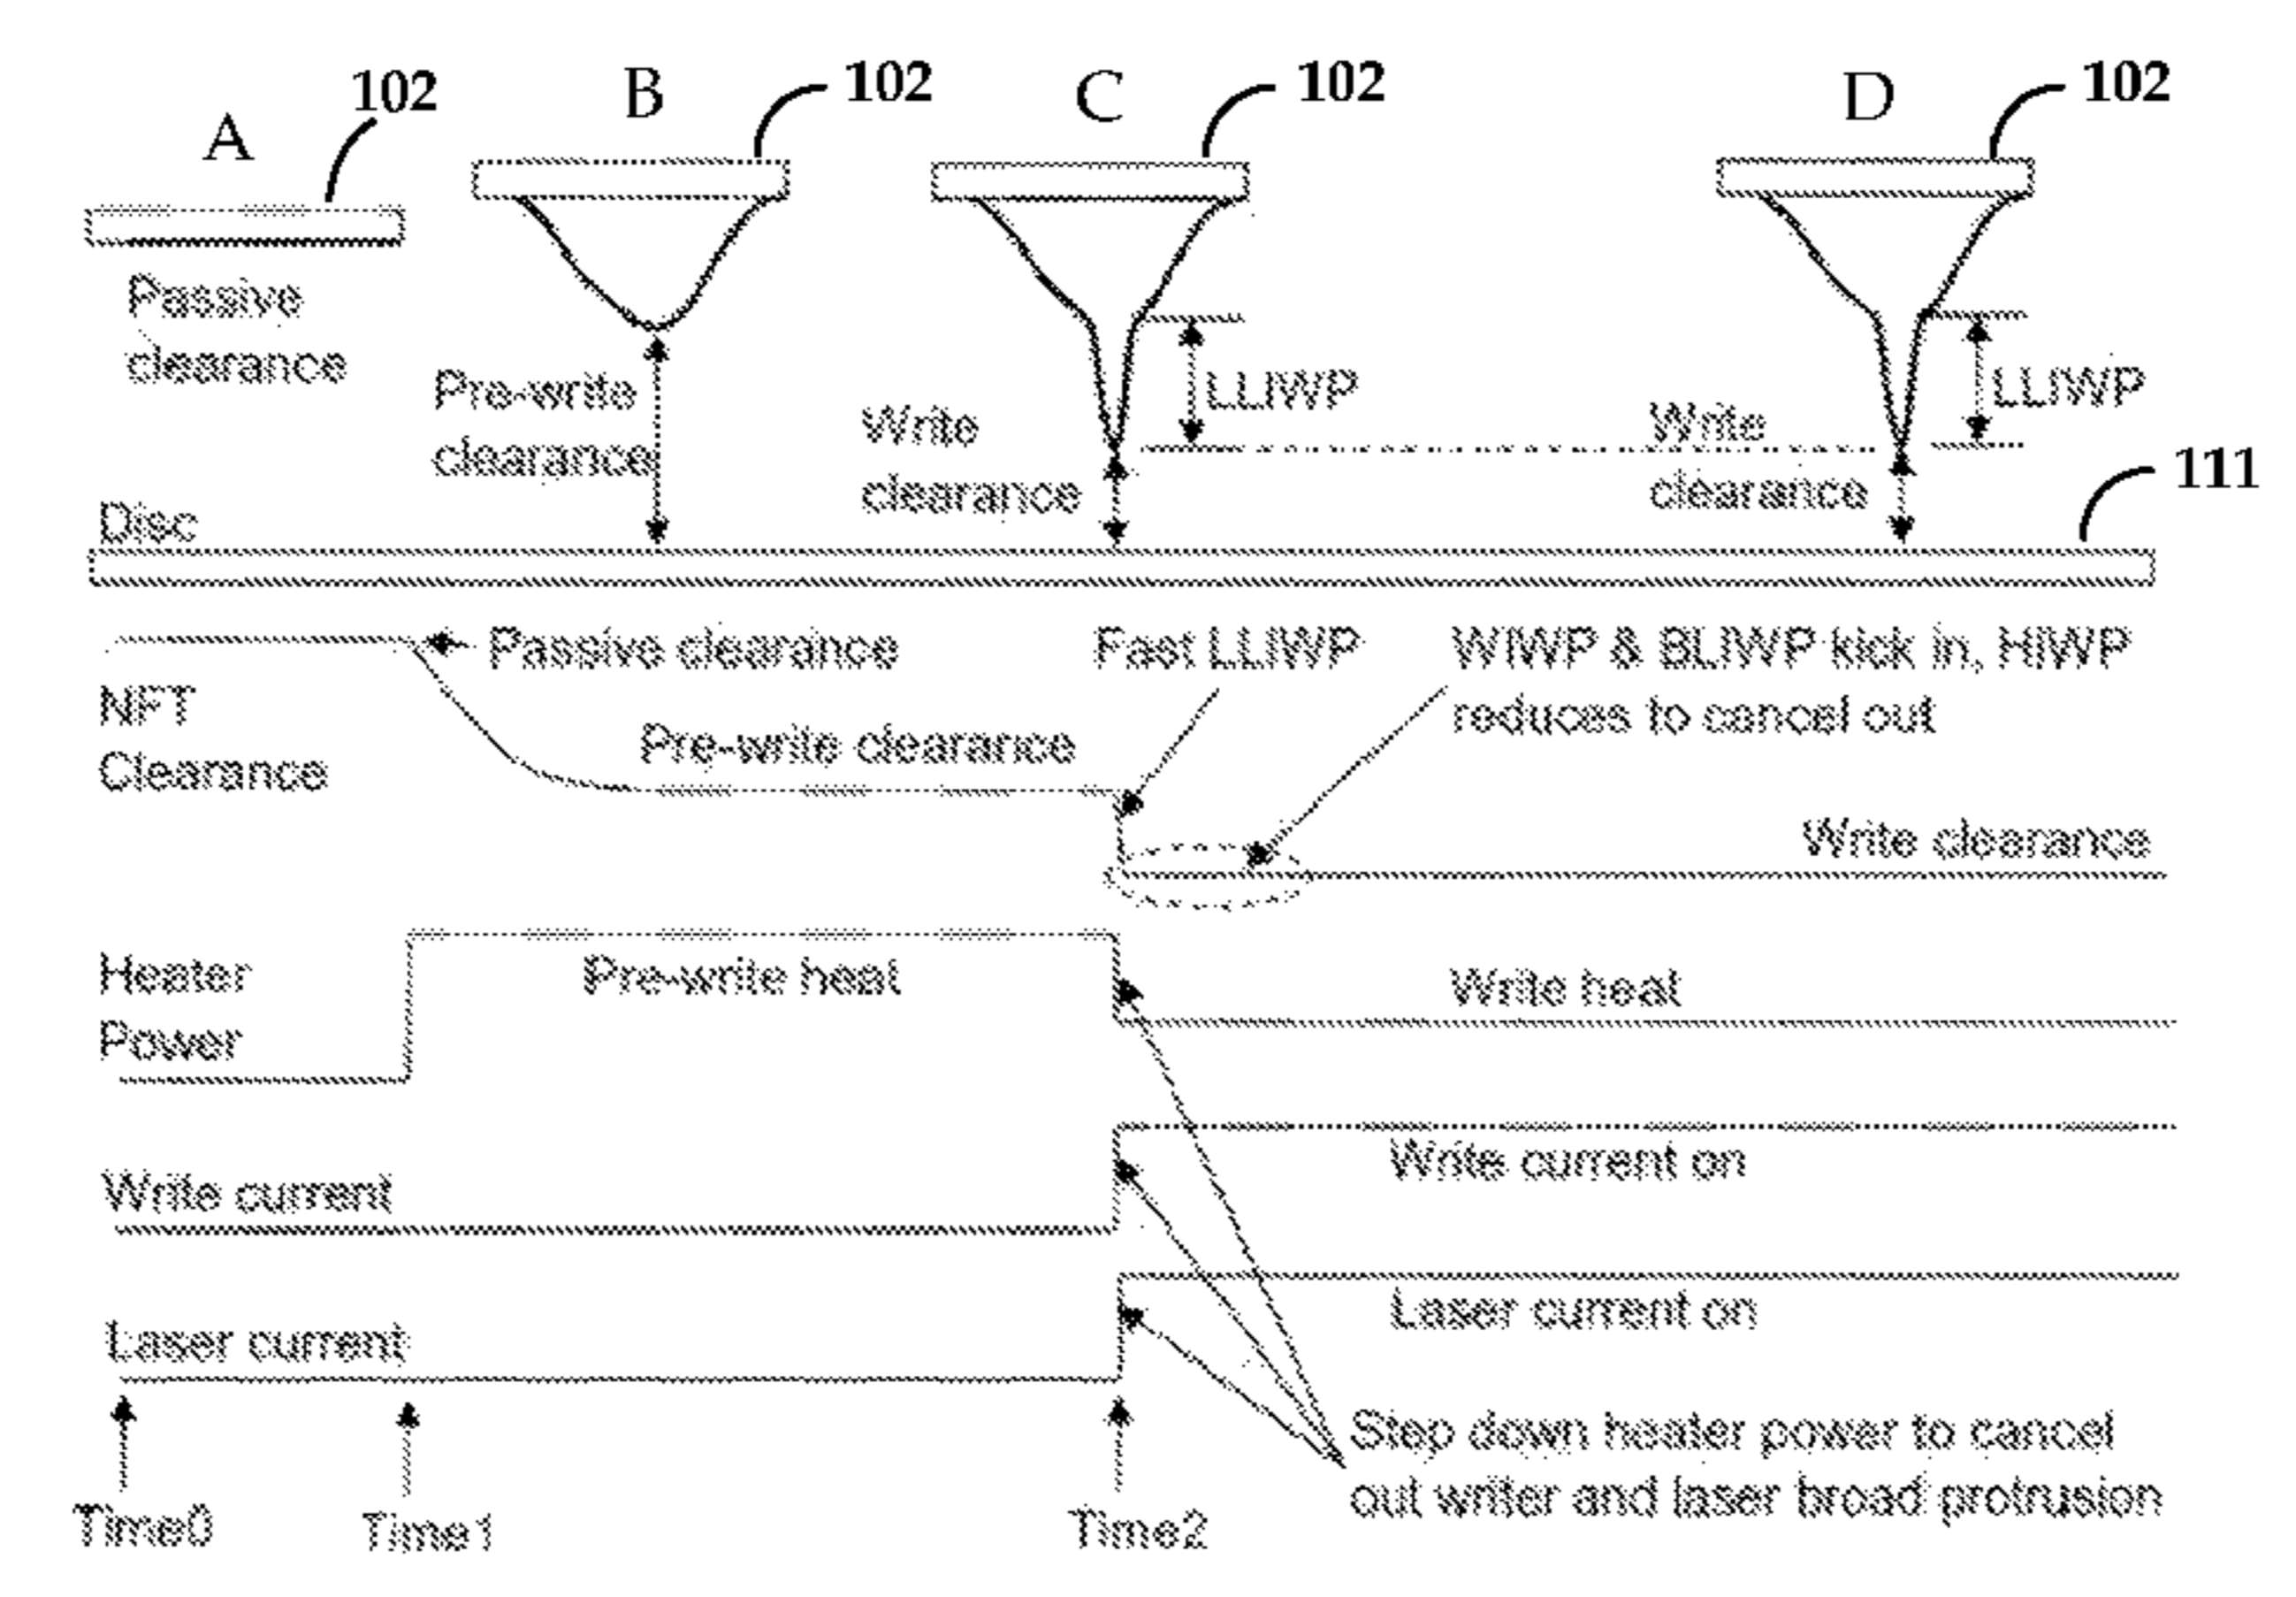 A
102
B
102
C
102
D
102
Passive
clearance
Pre-write
clearance
Write
clearance
LLIWP
Write
clearance
LLIWP
111
Disc
Passive clearance
Fast LLIWP
WIWP & BLIWP kick in, HIWP
reduces to cancel out
NFT
Clearance
Pre-write clearance
Write clearance
Heater
Power
Pre-write heat
Write heat
Write current
Write current on
Laser current
Laser current on
Step down heater power to cancel
out writer and laser broad protrusion
Time0
Time1
Time2